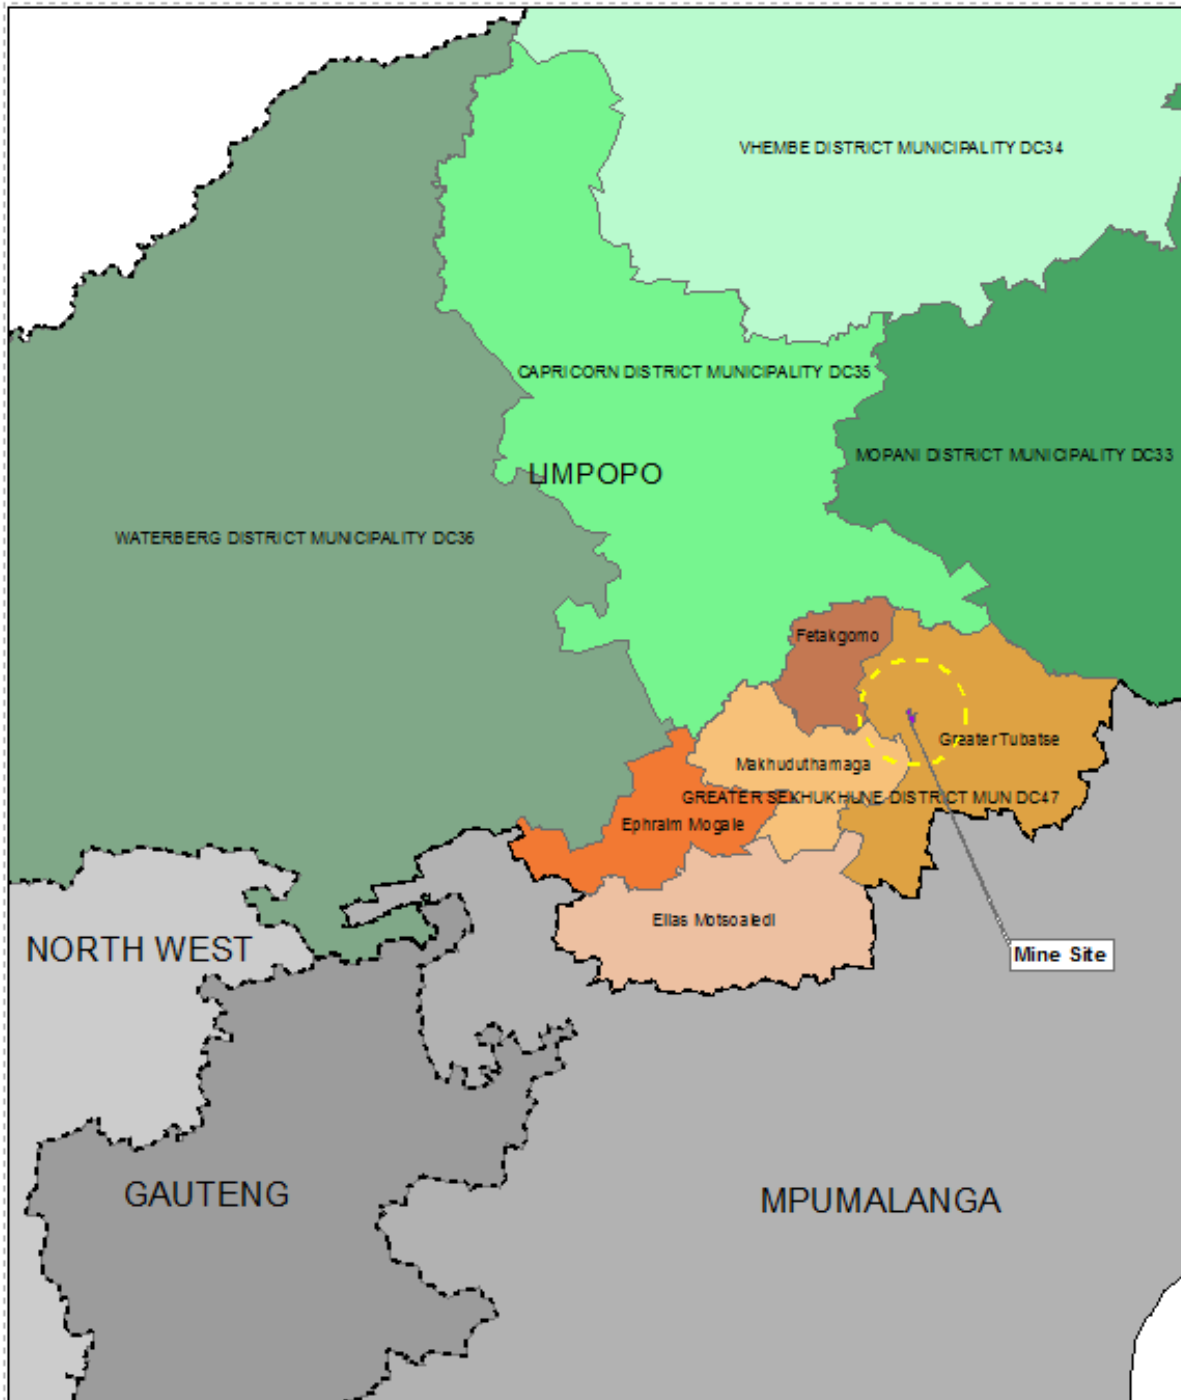 VHEMBE DISTRICT MUNICIPALITY DC34
CAPRICORN DISTRICT MUNICIPALITY DC35
MOPANI DISTRICT MUNICIPALITY DC33
LIMPOPO
WATERBERG DISTRICT MUNICIPALITY DC36
Fetakgomo
Greater Tubatse
Makhuduthamaga
GREATER SEKHUKHUNE DISTRICT MUN DC47
Ephraim Mogale
Elias Motsoaledi
NORTH WEST
Mine Site
GAUTENG
MPUMALANGA